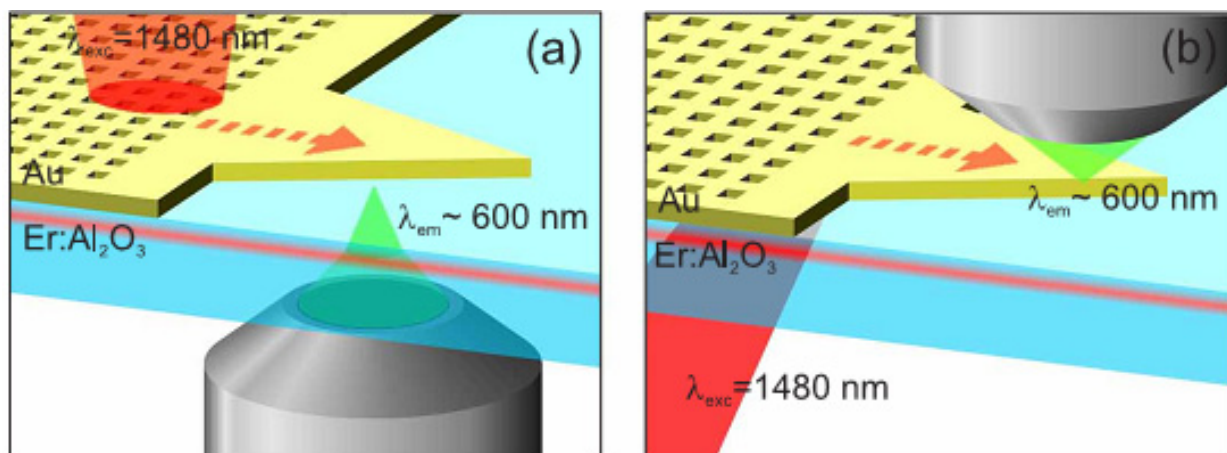 λexc=1480 nm
(a)
Au
λem~ 600 nm
Er:Al₂O₃
(b)
Au
λem~ 600 nm
Er:Al₂O₃
λexc=1480 nm